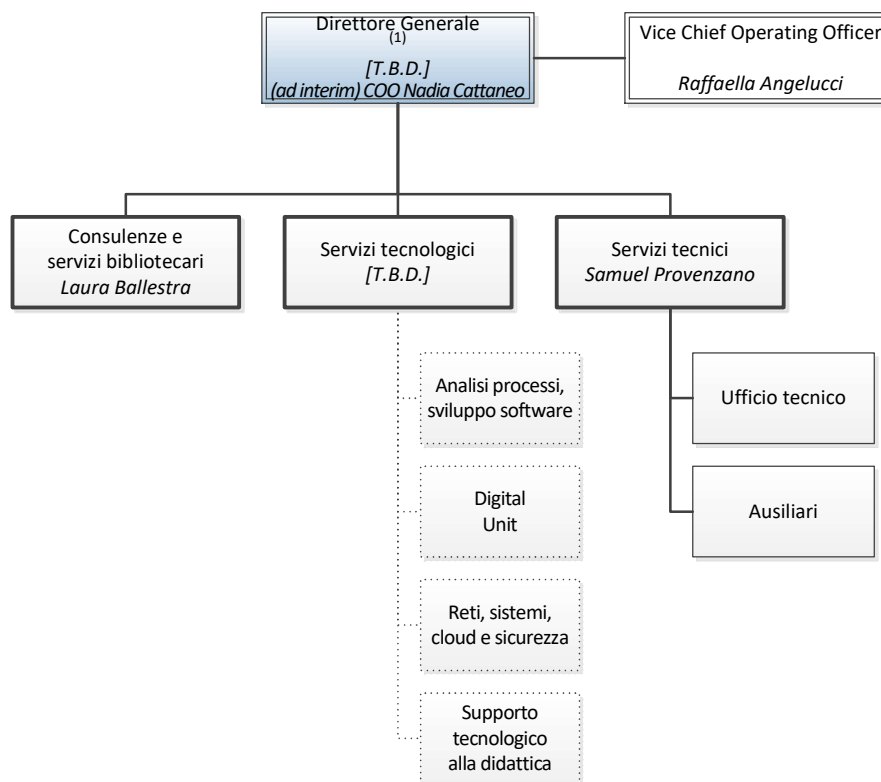 Direttore Generale
(1)
[T.B.D.]
(ad interim) COO Nadia Cattaneo
Vice Chief Operating Officer
Raffaella Angelucci
Consulenze e
servizi bibliotecari
Laura Ballestra
Servizi tecnologici
[T.B.D.]
Servizi tecnici
Samuel Provenzano
Analisi processi,
sviluppo software
Digital
Unit
Reti, sistemi,
cloud e sicurezza
Supporto
tecnologico
alla didattica
Ufficio tecnico
Ausiliari